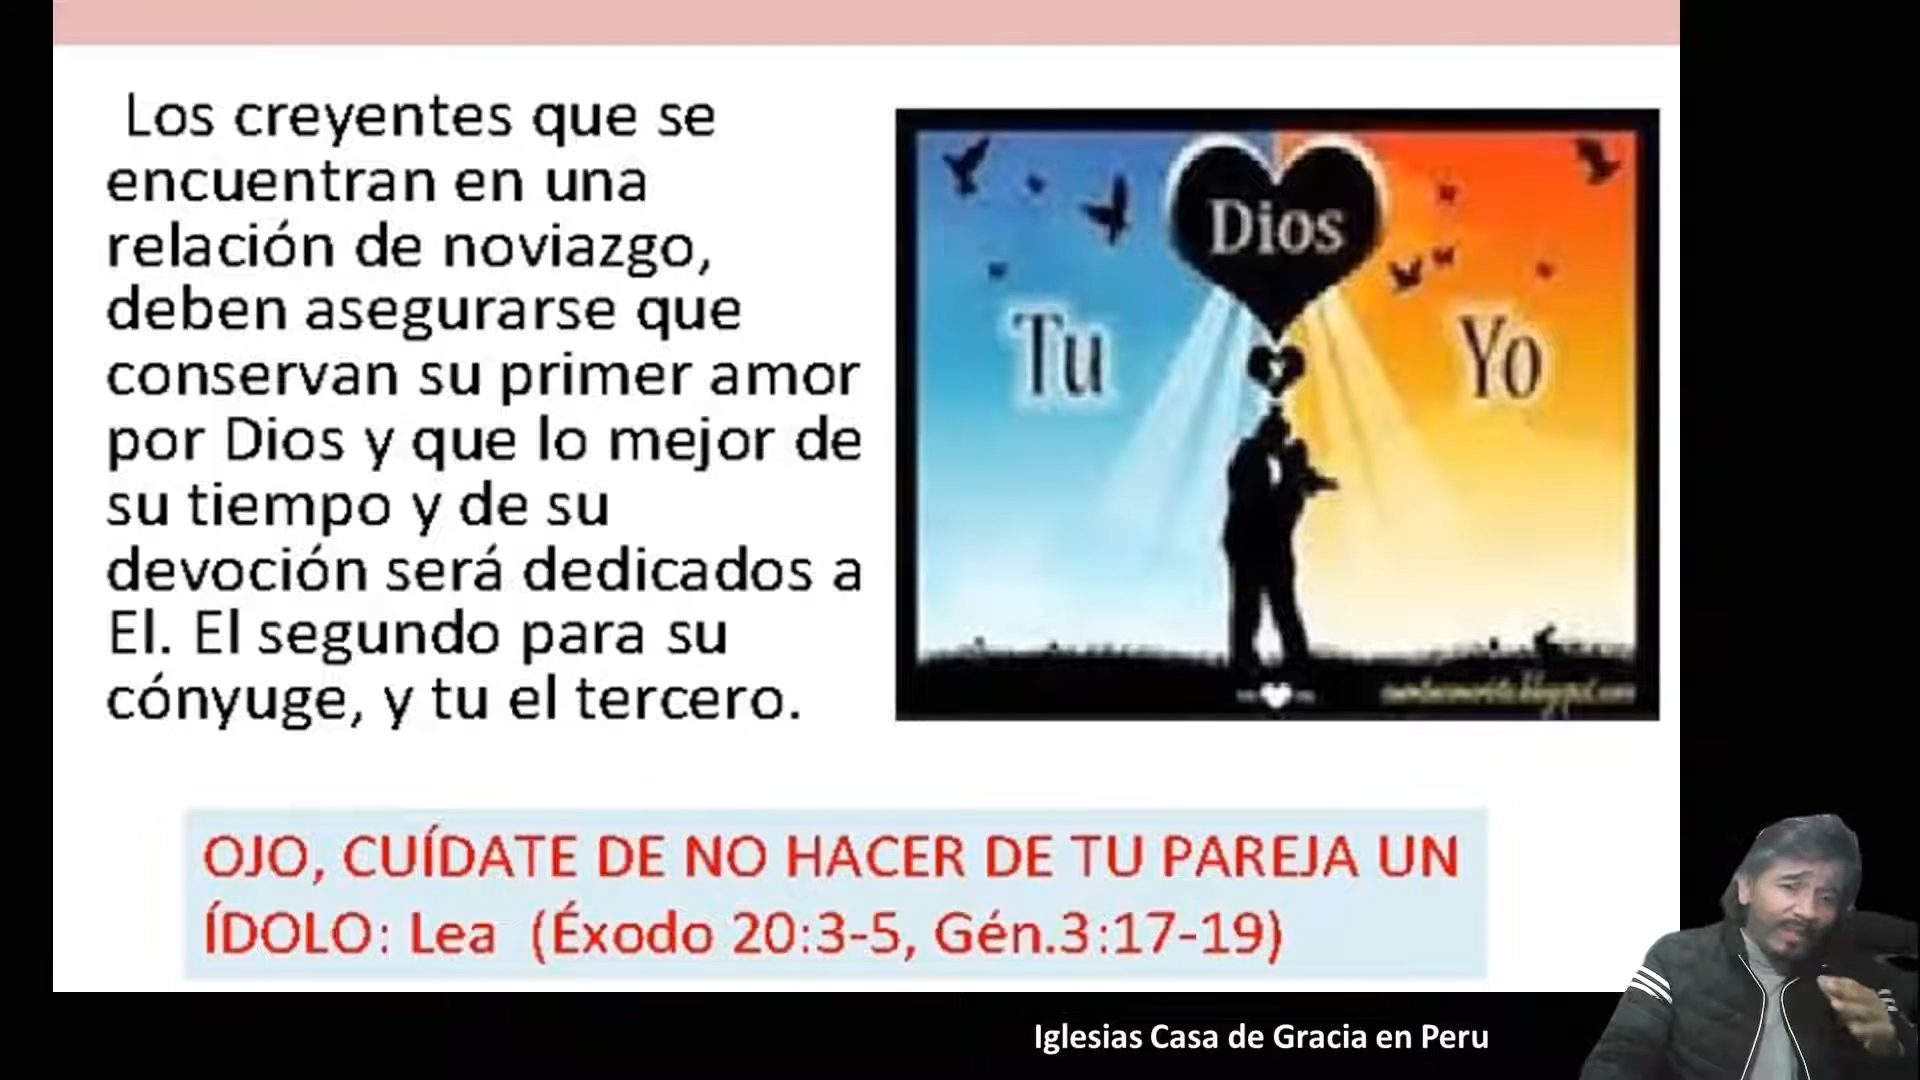 Los creyentes que se
encuentran en una
relación de noviazgo,
deben asegurarse que
conservan su primer amor
por Dios y que lo mejor de
su tiempo y de su
devoción será dedicados a
El. El segundo para su
cónyuge, y tu el tercero.
Dios
Tu
Yo
OJO, CUÍDATE DE NO HACER DE TU PAREJA UN
ÍDOLO: Lea (Éxodo 20:3-5, Gén.3:17-19)
Iglesias Casa de Gracia en Peru